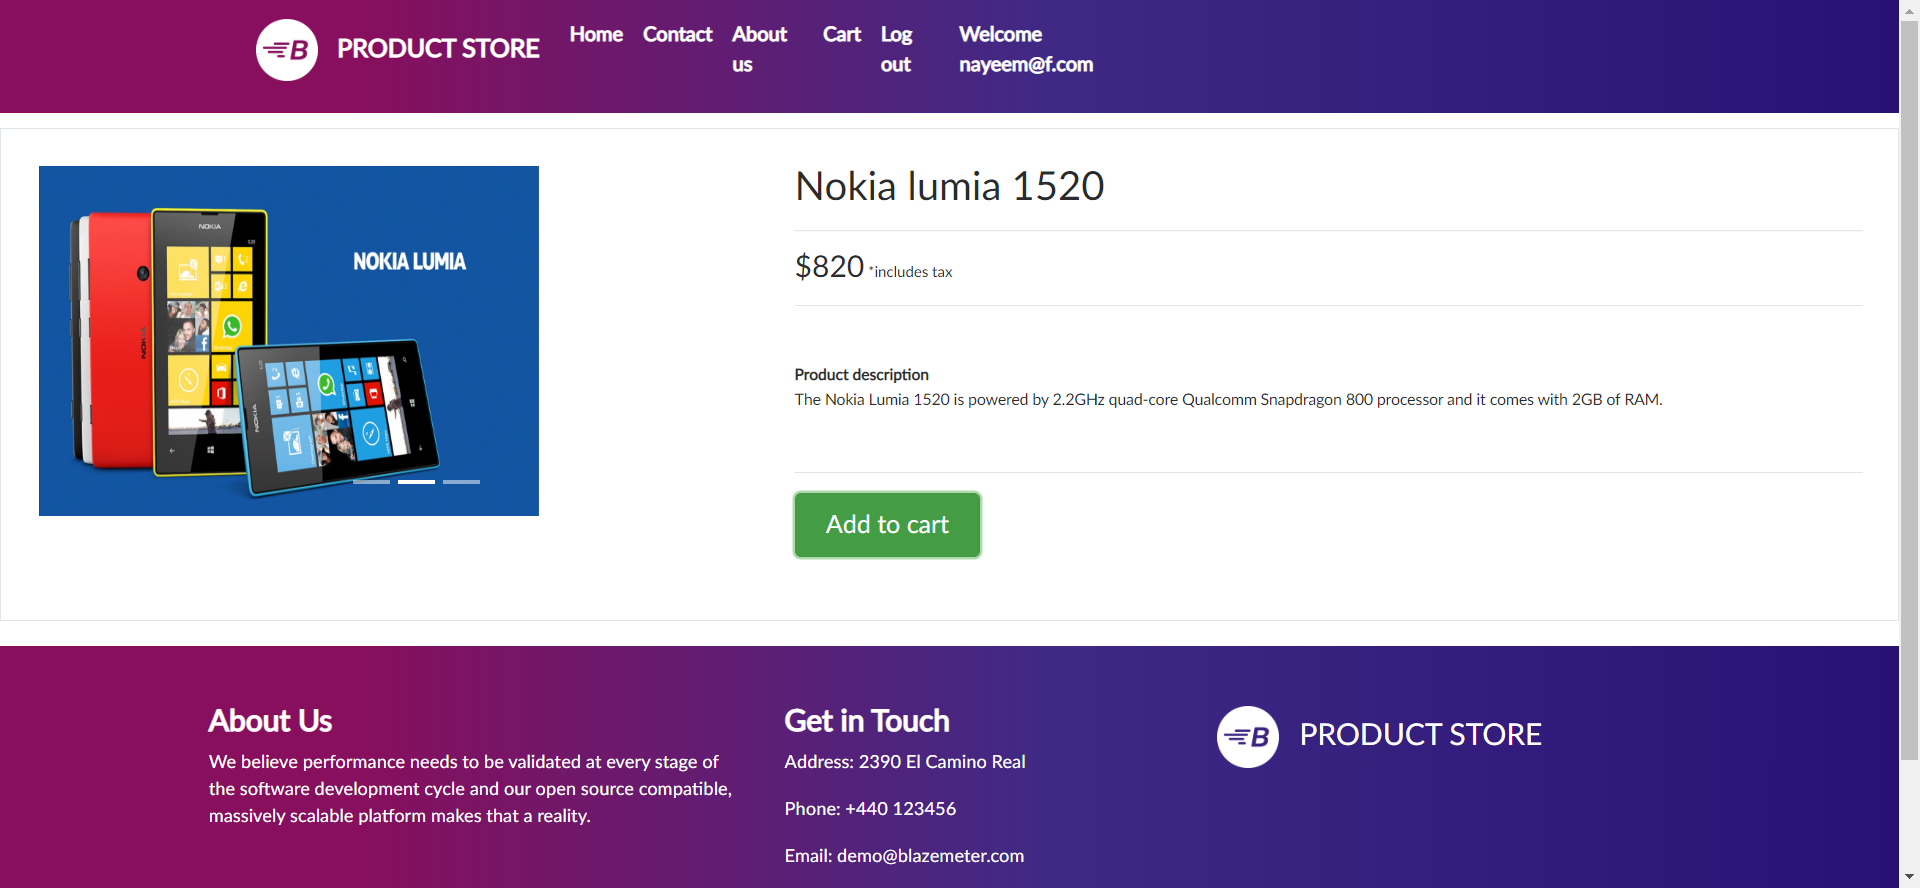 B PRODUCT STORE Home Contact About us Cart Log out Welcome nayeem@f.com
NOKIA LUMIA
NOKIA
NOKIA
NOKIA
Nokia lumia 1520
$820 *includes tax
Product description
The Nokia Lumia 1520 is powered by 2.2GHz quad-core Qualcomm Snapdragon 800 processor and it comes with 2GB of RAM.
Add to cart
About Us
We believe performance needs to be validated at every stage of
the software development cycle and our open source compatible,
massively scalable platform makes that a reality.
Get in Touch
Address: 2390 El Camino Real
Phone: +440 123456
Email: demo@blazemeter.com
B PRODUCT STORE